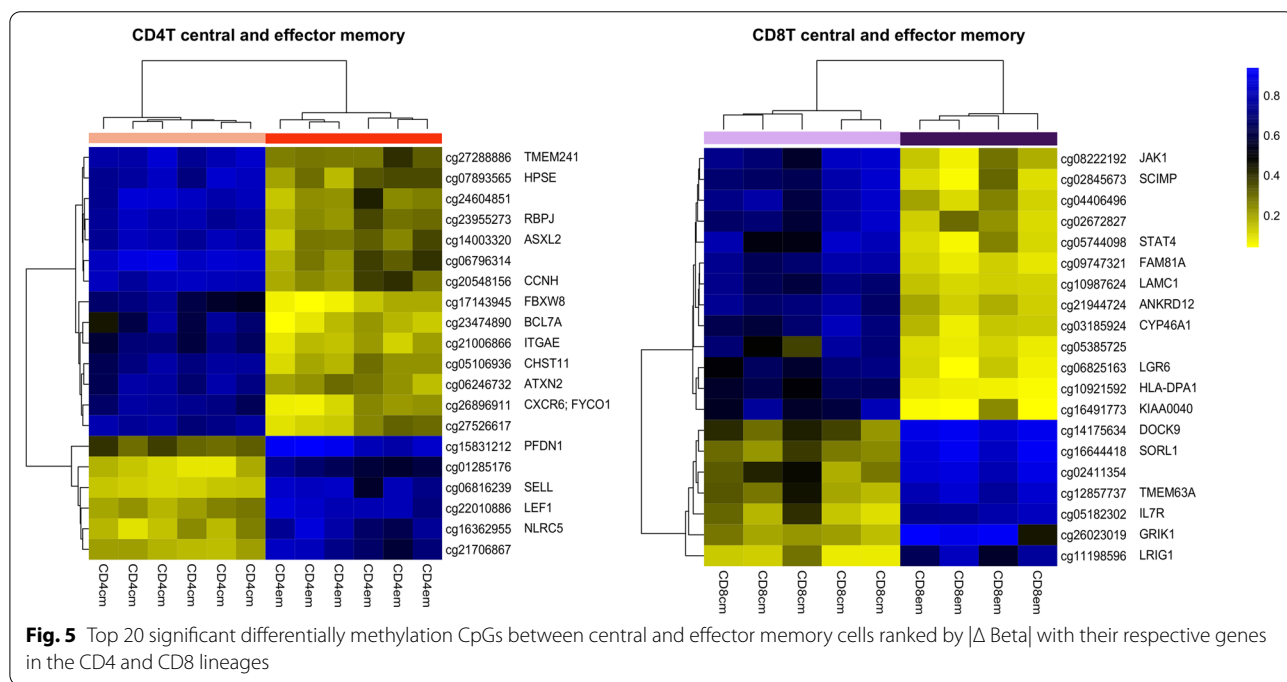 CD4T central and effector memory
cg27288886 TMEM241
cg07893565 HPSE
cg24604851
cg23955273 RBPJ
cg14003320 ASXL2
cg06796314
cg20548156 CCNH
cg17143945 FBXW8
cg23474890 BCL7A
cg21006866 ITGAE
cg05106936 CHST11
cg06246732 ATXN2
cg26896911 CXCR6; FYCO1
cg27526617
cg15831212 PFDN1
cg01285176
cg06816239 SELL
cg22010886 LEF1
cg16362955 NLRC5
cg21706867
CD4cm
CD4cm
CD4cm
CD4cm
CD4cm
CD4cm
CD4em
CD4em
CD4em
CD4em
CD4em
CD4em
CD8T central and effector memory
cg08222192 JAK1
cg02845673 SCIMP
cg04406496
cg02672827
cg05744098 STAT4
cg09747321 FAM81A
cg10987624 LAMC1
cg21944724 ANKRD12
cg03185924 CYP46A1
cg05385725
cg06825163 LGR6
cg10921592 HLA-DPA1
cg16491773 KIAA0040
cg14175634 DOCK9
cg16644418 SORL1
cg02411354
cg12857737 TMEM63A
cg05182302 IL7R
cg26023019 GRIK1
cg11198596 LRIG1
CD8cm
CD8cm
CD8cm
CD8cm
CD8cm
CD8em
CD8em
CD8em
CD8em
0.8
0.6
0.4
0.2
Fig. 5 Top 20 significant differentially methylation CpGs between central and effector memory cells ranked by |Δ Beta| with their respective genes
in the CD4 and CD8 lineages